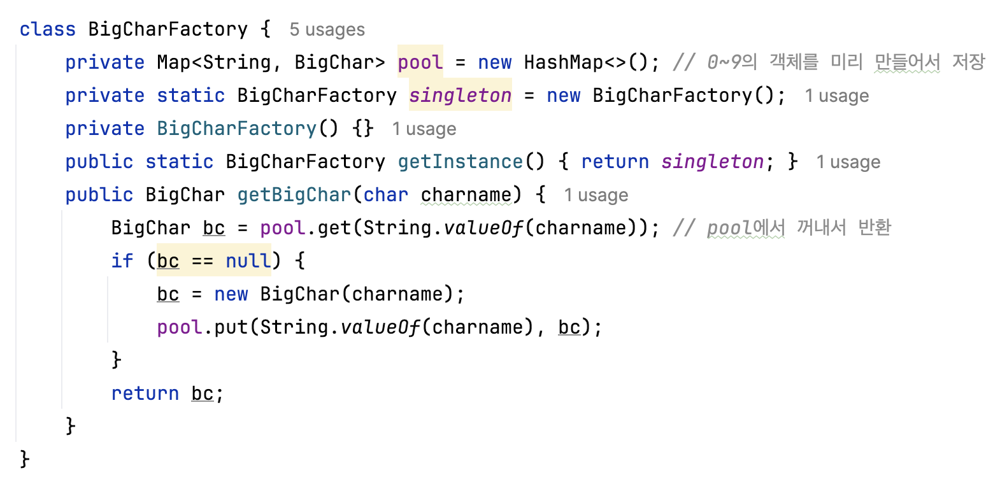 class BigCharFactory { 5 usages
private Map<String, BigChar> pool = new HashMap<>(); // 0~9의 객체를 미리 만들어서 저장
private static BigCharFactory singleton = new BigCharFactory(); 1 usage
private BigCharFactory() {} 1 usage
public static BigCharFactory getInstance() { return singleton; } 1 usage
public BigChar getBigChar(char charname) { 1 usage
BigChar bc = pool.get(String.valueOf(charname)); // pool에서 꺼내서 반환
if (bc == null) {
bc = new BigChar(charname);
pool.put(String.valueOf(charname), bc);
}
return bc;
}
}